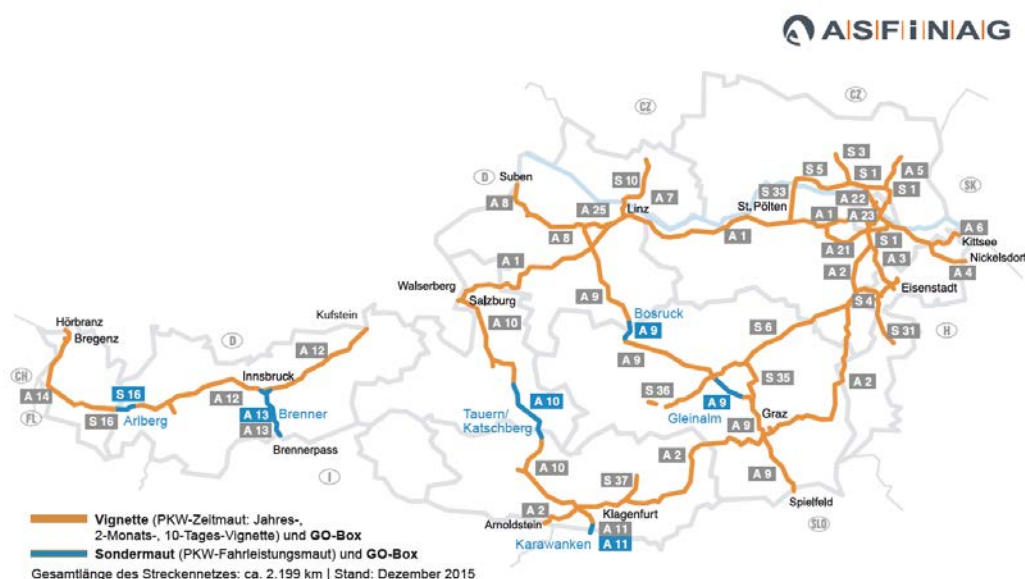 A|S|F|i|N|A|G
CZ
CZ
S 3
S 5
S 1
A 5
Suben
D
S 10
A 7
S 33
S 1
SK
A 8
A 25
Linz
St. Pölten
A 22
A 1
A 23
A 6
A 8
A 1
A 21
S 1
Kittsee
A 1
A 3
Nickelsdorf
A 2
A 4
Walserberg
Salzburg
A 9
Eisenstadt
S 4
Kufstein
A 10
Bosruck
A 9
S 6
S 31
H
Hörbranz
Bregenz
D
A 12
A 9
S 35
CH
Innsbruck
S 36
A 2
A 14
S 16
A 12
A 10
A 9
FL
S 16
Arlberg
A 13
Brenner
Tauern/
Katschberg
Gleinalm
A 9
Graz
A 13
Brennerpass
A 2
A 10
A 9
I
S 37
Spielfeld
A 2
Klagenfurt
SLO
Arnoldstein
A 11
Karawanken
A 11
Vignette (PKW-Zeitmaut: Jahres-,
2-Monats-, 10-Tages-Vignette) und GO-Box
Sondermaut (PKW-Fahrleistungsmaut) und GO-Box
Gesamtlänge des Streckennetzes: ca. 2.199 km | Stand: Dezember 2015